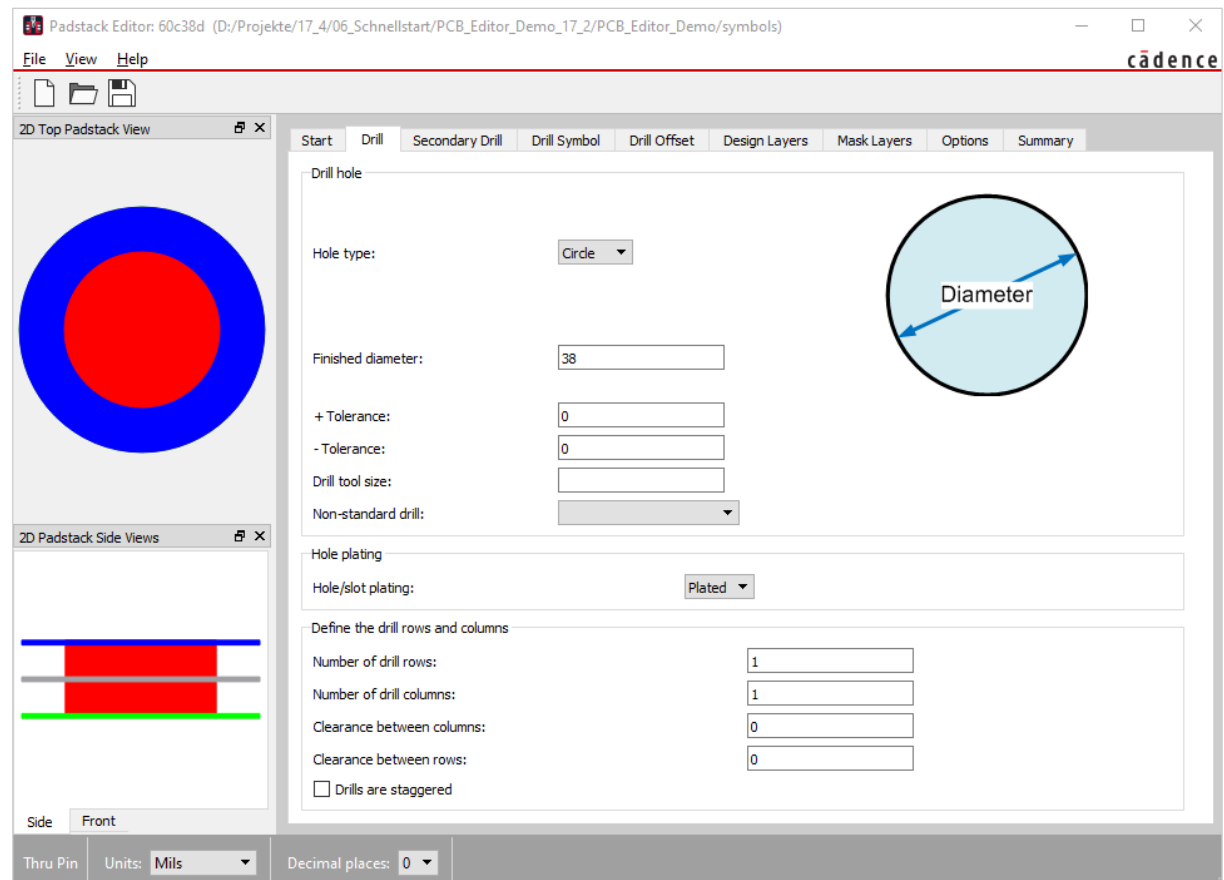 Padstack Editor: 60c38d (D:/Projekte/17_4/06_Schnellstart/PCB_Editor_Demo_17_2/PCB_Editor_Demo/symbols)
File View Help
cādence
2D Top Padstack View
Start Drill Secondary Drill Drill Symbol Drill Offset Design Layers Mask Layers Options Summary
Drill hole
Hole type: Circle
Diameter
Finished diameter: 38
+ Tolerance: 0
- Tolerance: 0
Drill tool size:
Non-standard drill:
2D Padstack Side Views
Hole plating
Hole/slot plating: Plated
Define the drill rows and columns
Number of drill rows: 1
Number of drill columns: 1
Clearance between columns: 0
Clearance between rows: 0
Drills are staggered
Side Front
Thru Pin Units: Mils Decimal places: 0